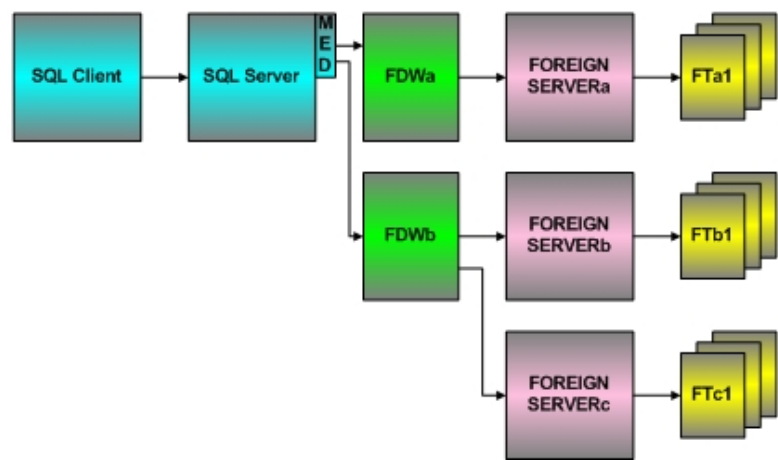 SQL Client
SQL Server
M
E
D
FDWa
FOREIGN
SERVERa
FTa1
FDWb
FOREIGN
SERVERb
FTb1
FOREIGN
SERVERc
FTc1